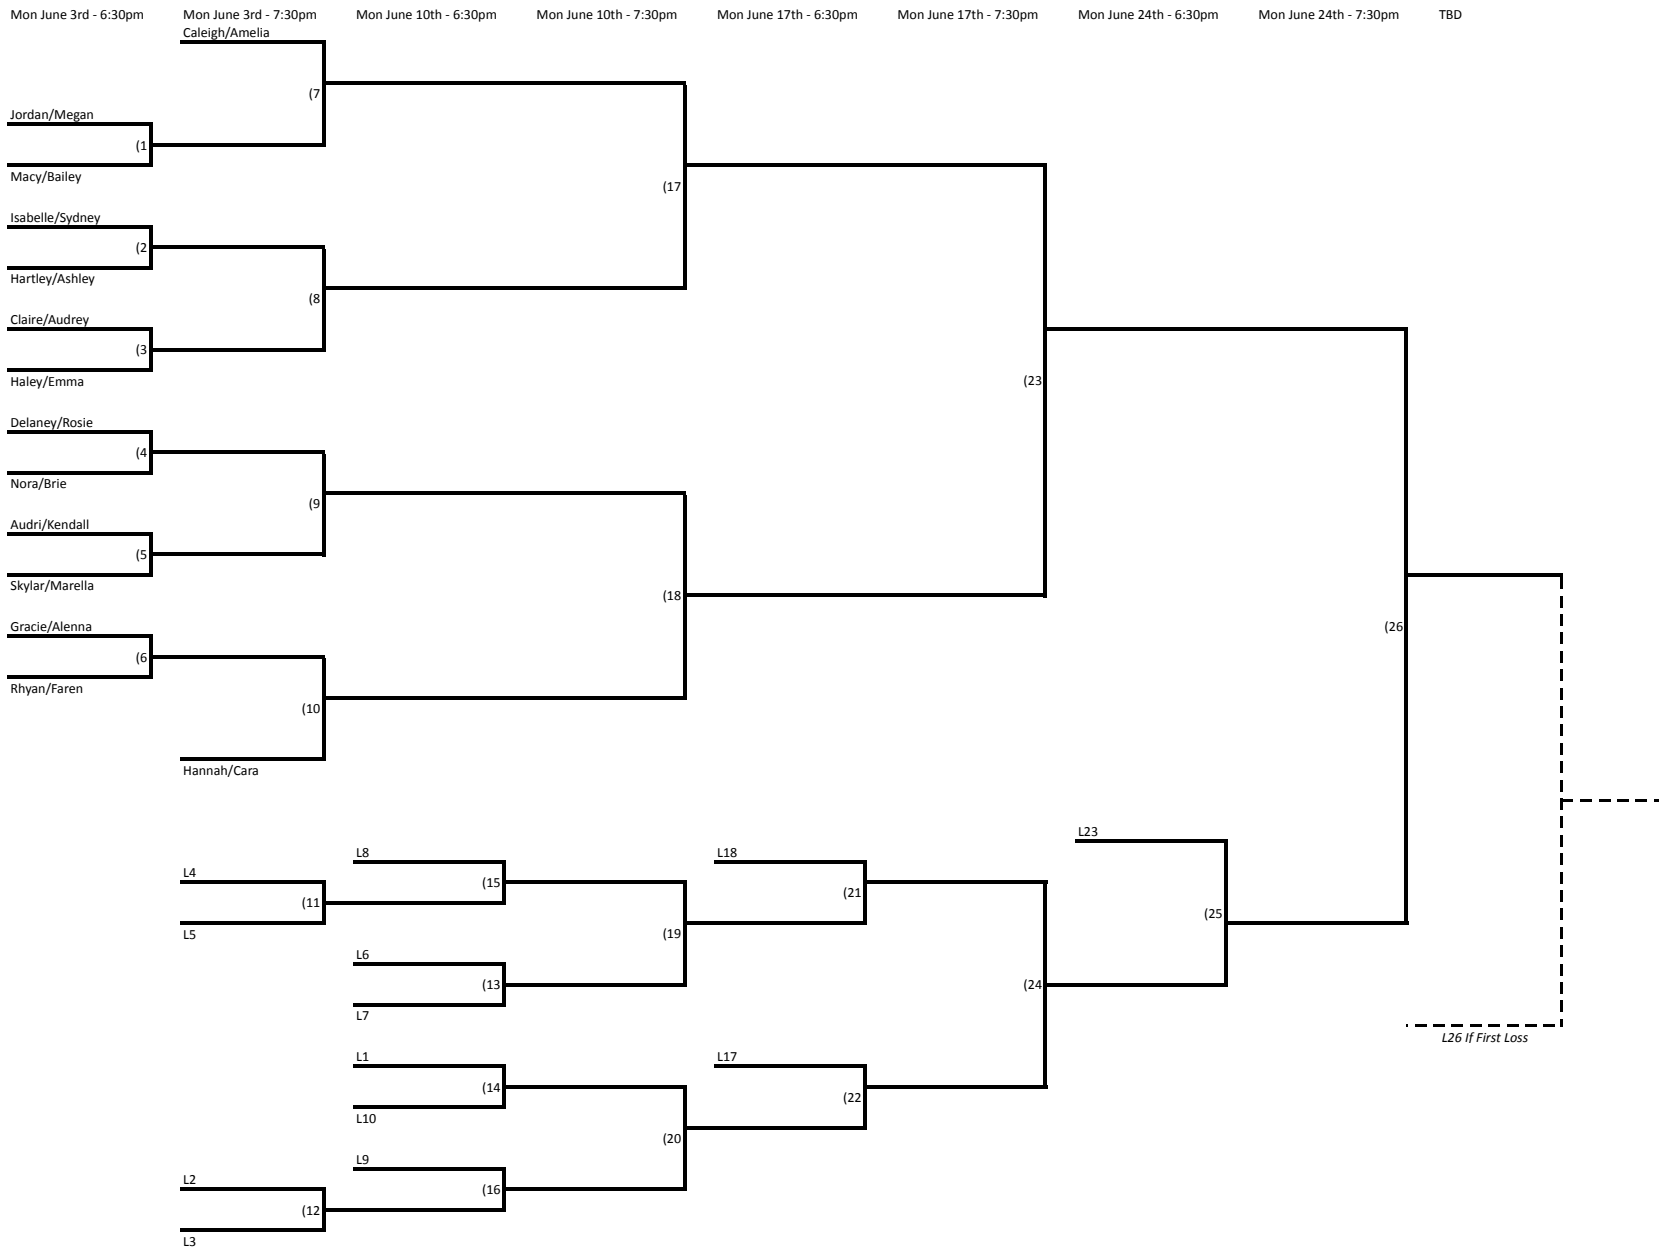 Mon June 3rd - 6:30pm
Mon June 3rd - 7:30pm
Mon June 10th - 6:30pm
Mon June 10th - 7:30pm
Mon June 17th - 6:30pm
Mon June 17th - 7:30pm
Mon June 24th - 6:30pm
Mon June 24th - 7:30pm
TBD
Caleigh/Amelia
(7
Jordan/Megan
(1
Macy/Bailey
(17
Isabelle/Sydney
(2
Hartley/Ashley
(8
Claire/Audrey
(3
Haley/Emma
(23
Delaney/Rosie
(4
Nora/Brie
(9
Audri/Kendall
(5
Skylar/Marella
(18
Gracie/Alenna
(26
(6
Rhyan/Faren
(10
Hannah/Cara
L23
L8
L18
L4
(15
(21
(11
(25
L5
(19
L6
(13
(24
L7
L26 If First Loss
L1
L17
(14
(22
L10
(20
L9
L2
(16
(12
L3